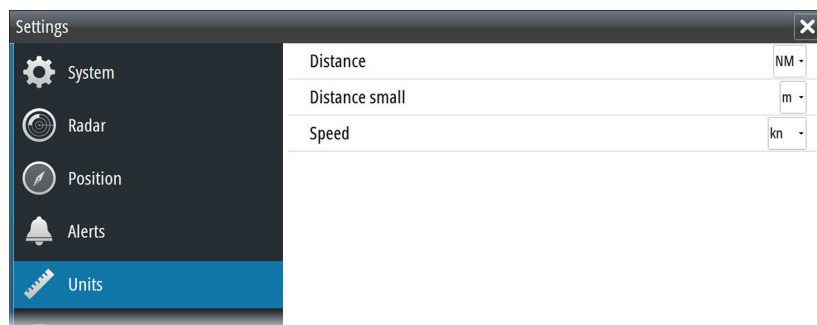 Settings
System
Radar
Position
Alerts
Units
Distance NM
Distance small m
Speed kn